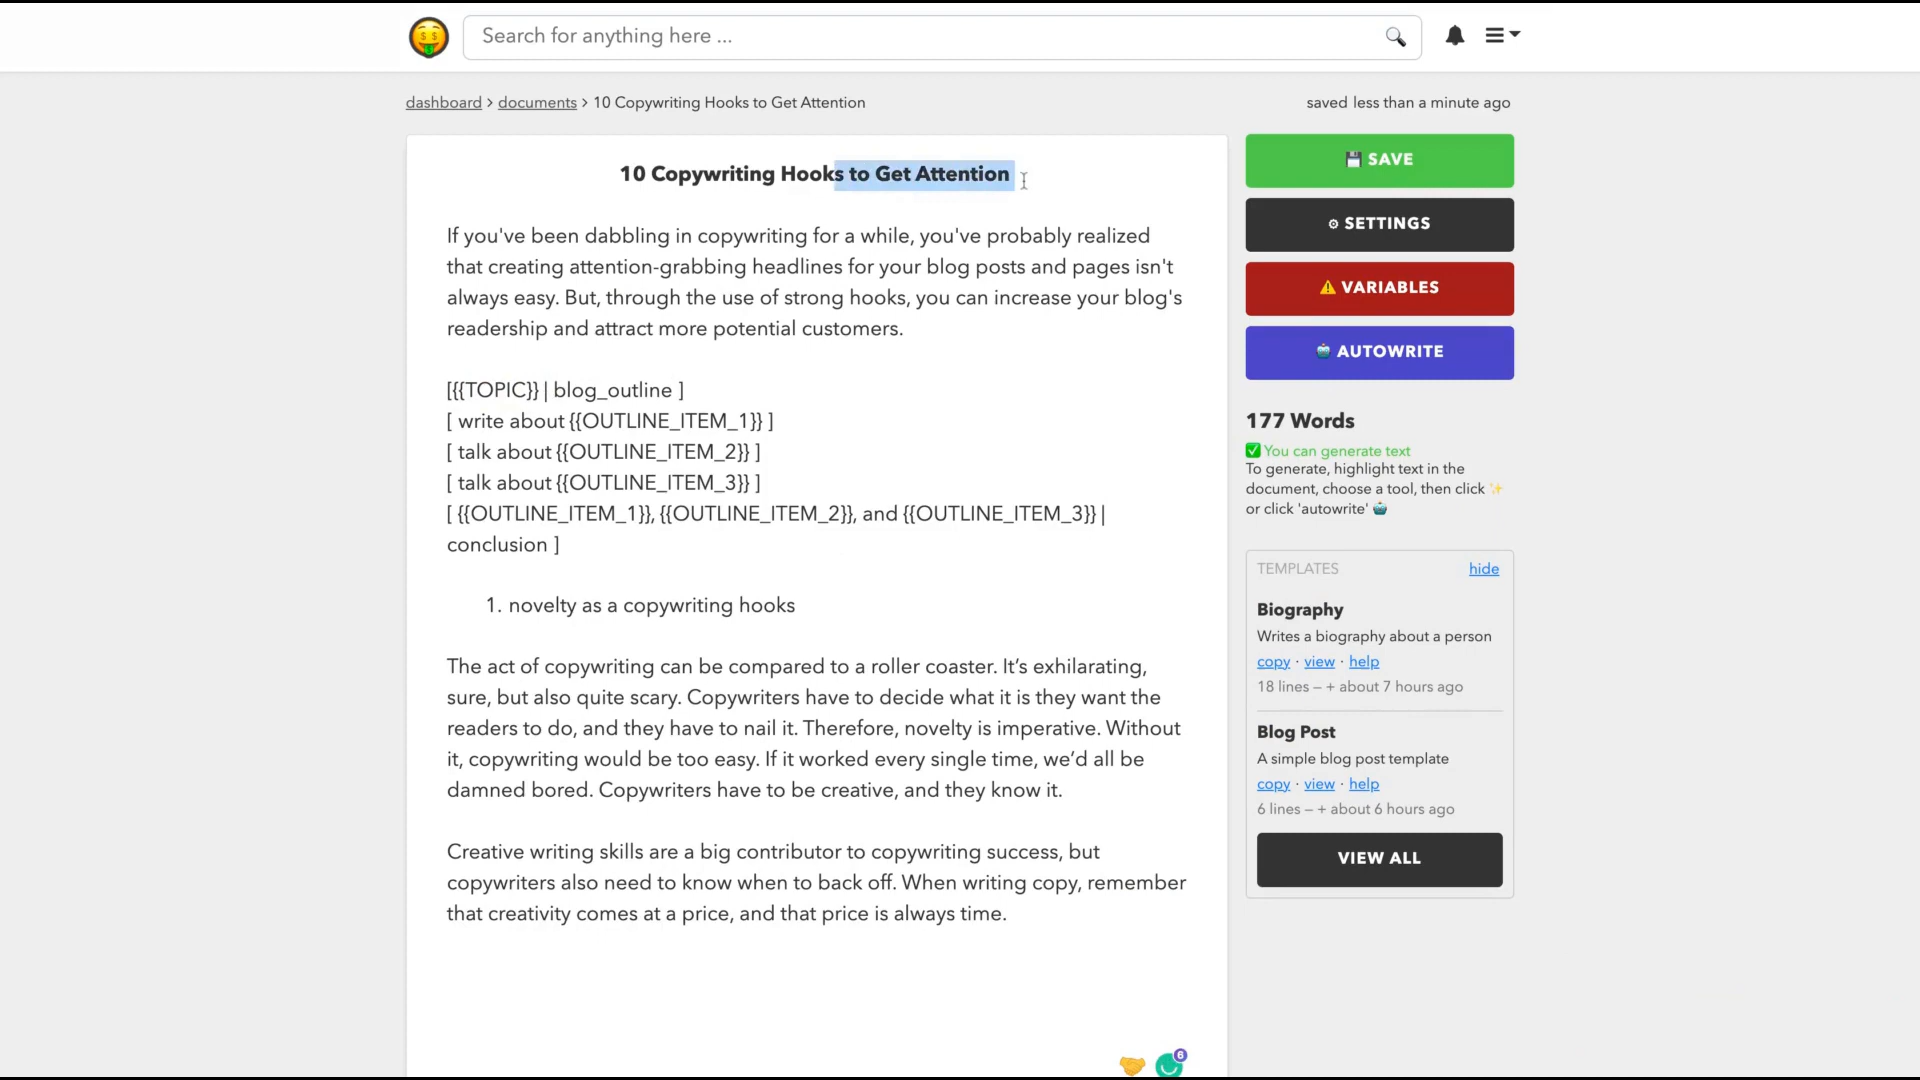 Search for anything here ...
dashboard > documents > 10 Copywriting Hooks to Get Attention
saved less than a minute ago
10 Copywriting Hooks to Get Attention
If you've been dabbling in copywriting for a while, you've probably realized
that creating attention-grabbing headlines for your blog posts and pages isn't
always easy. But, through the use of strong hooks, you can increase your blog's
readership and attract more potential customers.
[{{TOPIC}} | blog_outline ]
[ write about {{OUTLINE_ITEM_1}} ]
[ talk about {{OUTLINE_ITEM_2}} ]
[ talk about {{OUTLINE_ITEM_3}} ]
[ {{OUTLINE_ITEM_1}}, {{OUTLINE_ITEM_2}}, and {{OUTLINE_ITEM_3}} |
conclusion ]
1. novelty as a copywriting hooks
The act of copywriting can be compared to a roller coaster. It’s exhilarating,
sure, but also quite scary. Copywriters have to decide what it is they want the
readers to do, and they have to nail it. Therefore, novelty is imperative. Without
it, copywriting would be too easy. If it worked every single time, we’d all be
damned bored. Copywriters have to be creative, and they know it.
Creative writing skills are a big contributor to copywriting success, but
copywriters also need to know when to back off. When writing copy, remember
that creativity comes at a price, and that price is always time.
6
SAVE
SETTINGS
VARIABLES
AUTOWRITE
177 Words
You can generate text
To generate, highlight text in the
document, choose a tool, then click ✨
or click 'autowrite' 🤖
TEMPLATES hide
Biography
Writes a biography about a person
copy · view · help
18 lines – + about 7 hours ago
Blog Post
A simple blog post template
copy · view · help
6 lines – + about 6 hours ago
VIEW ALL